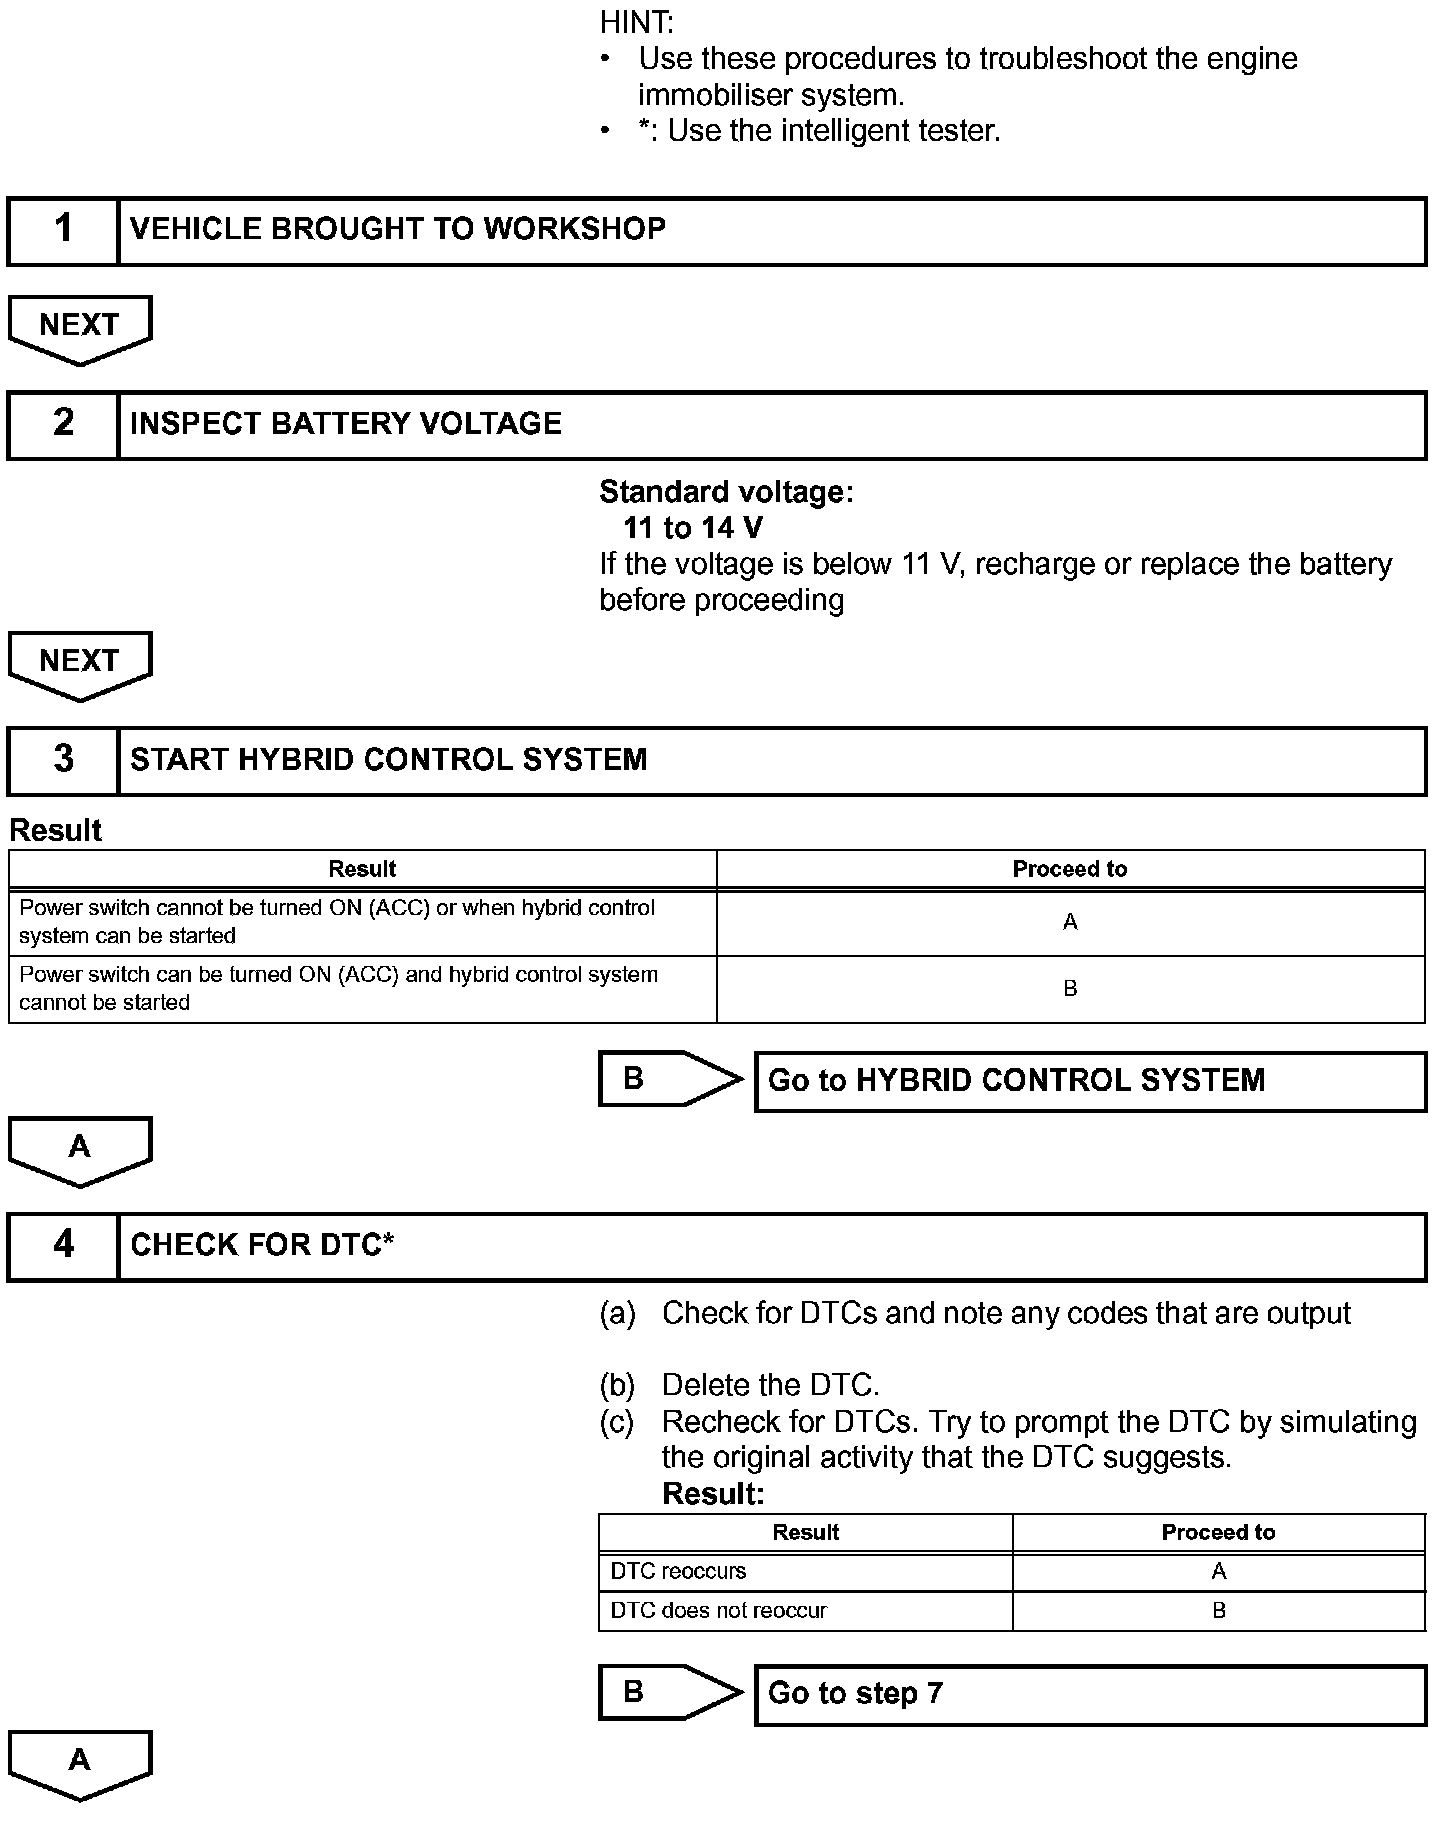 HINT:
• Use these procedures to troubleshoot the engine
immobiliser system.
• *: Use the intelligent tester.
1 VEHICLE BROUGHT TO WORKSHOP
NEXT
2 INSPECT BATTERY VOLTAGE
Standard voltage:
11 to 14 V
If the voltage is below 11 V, recharge or replace the battery
before proceeding
NEXT
3 START HYBRID CONTROL SYSTEM
Result
Result Proceed to
Power switch cannot be turned ON (ACC) or when hybrid control
system can be started
A
Power switch can be turned ON (ACC) and hybrid control system
cannot be started
B
B Go to HYBRID CONTROL SYSTEM
A
4 CHECK FOR DTC*
(a) Check for DTCs and note any codes that are output
(b) Delete the DTC.
(c) Recheck for DTCs. Try to prompt the DTC by simulating
the original activity that the DTC suggests.
Result:
Result Proceed to
DTC reoccurs A
DTC does not reoccur B
B Go to step 7
A